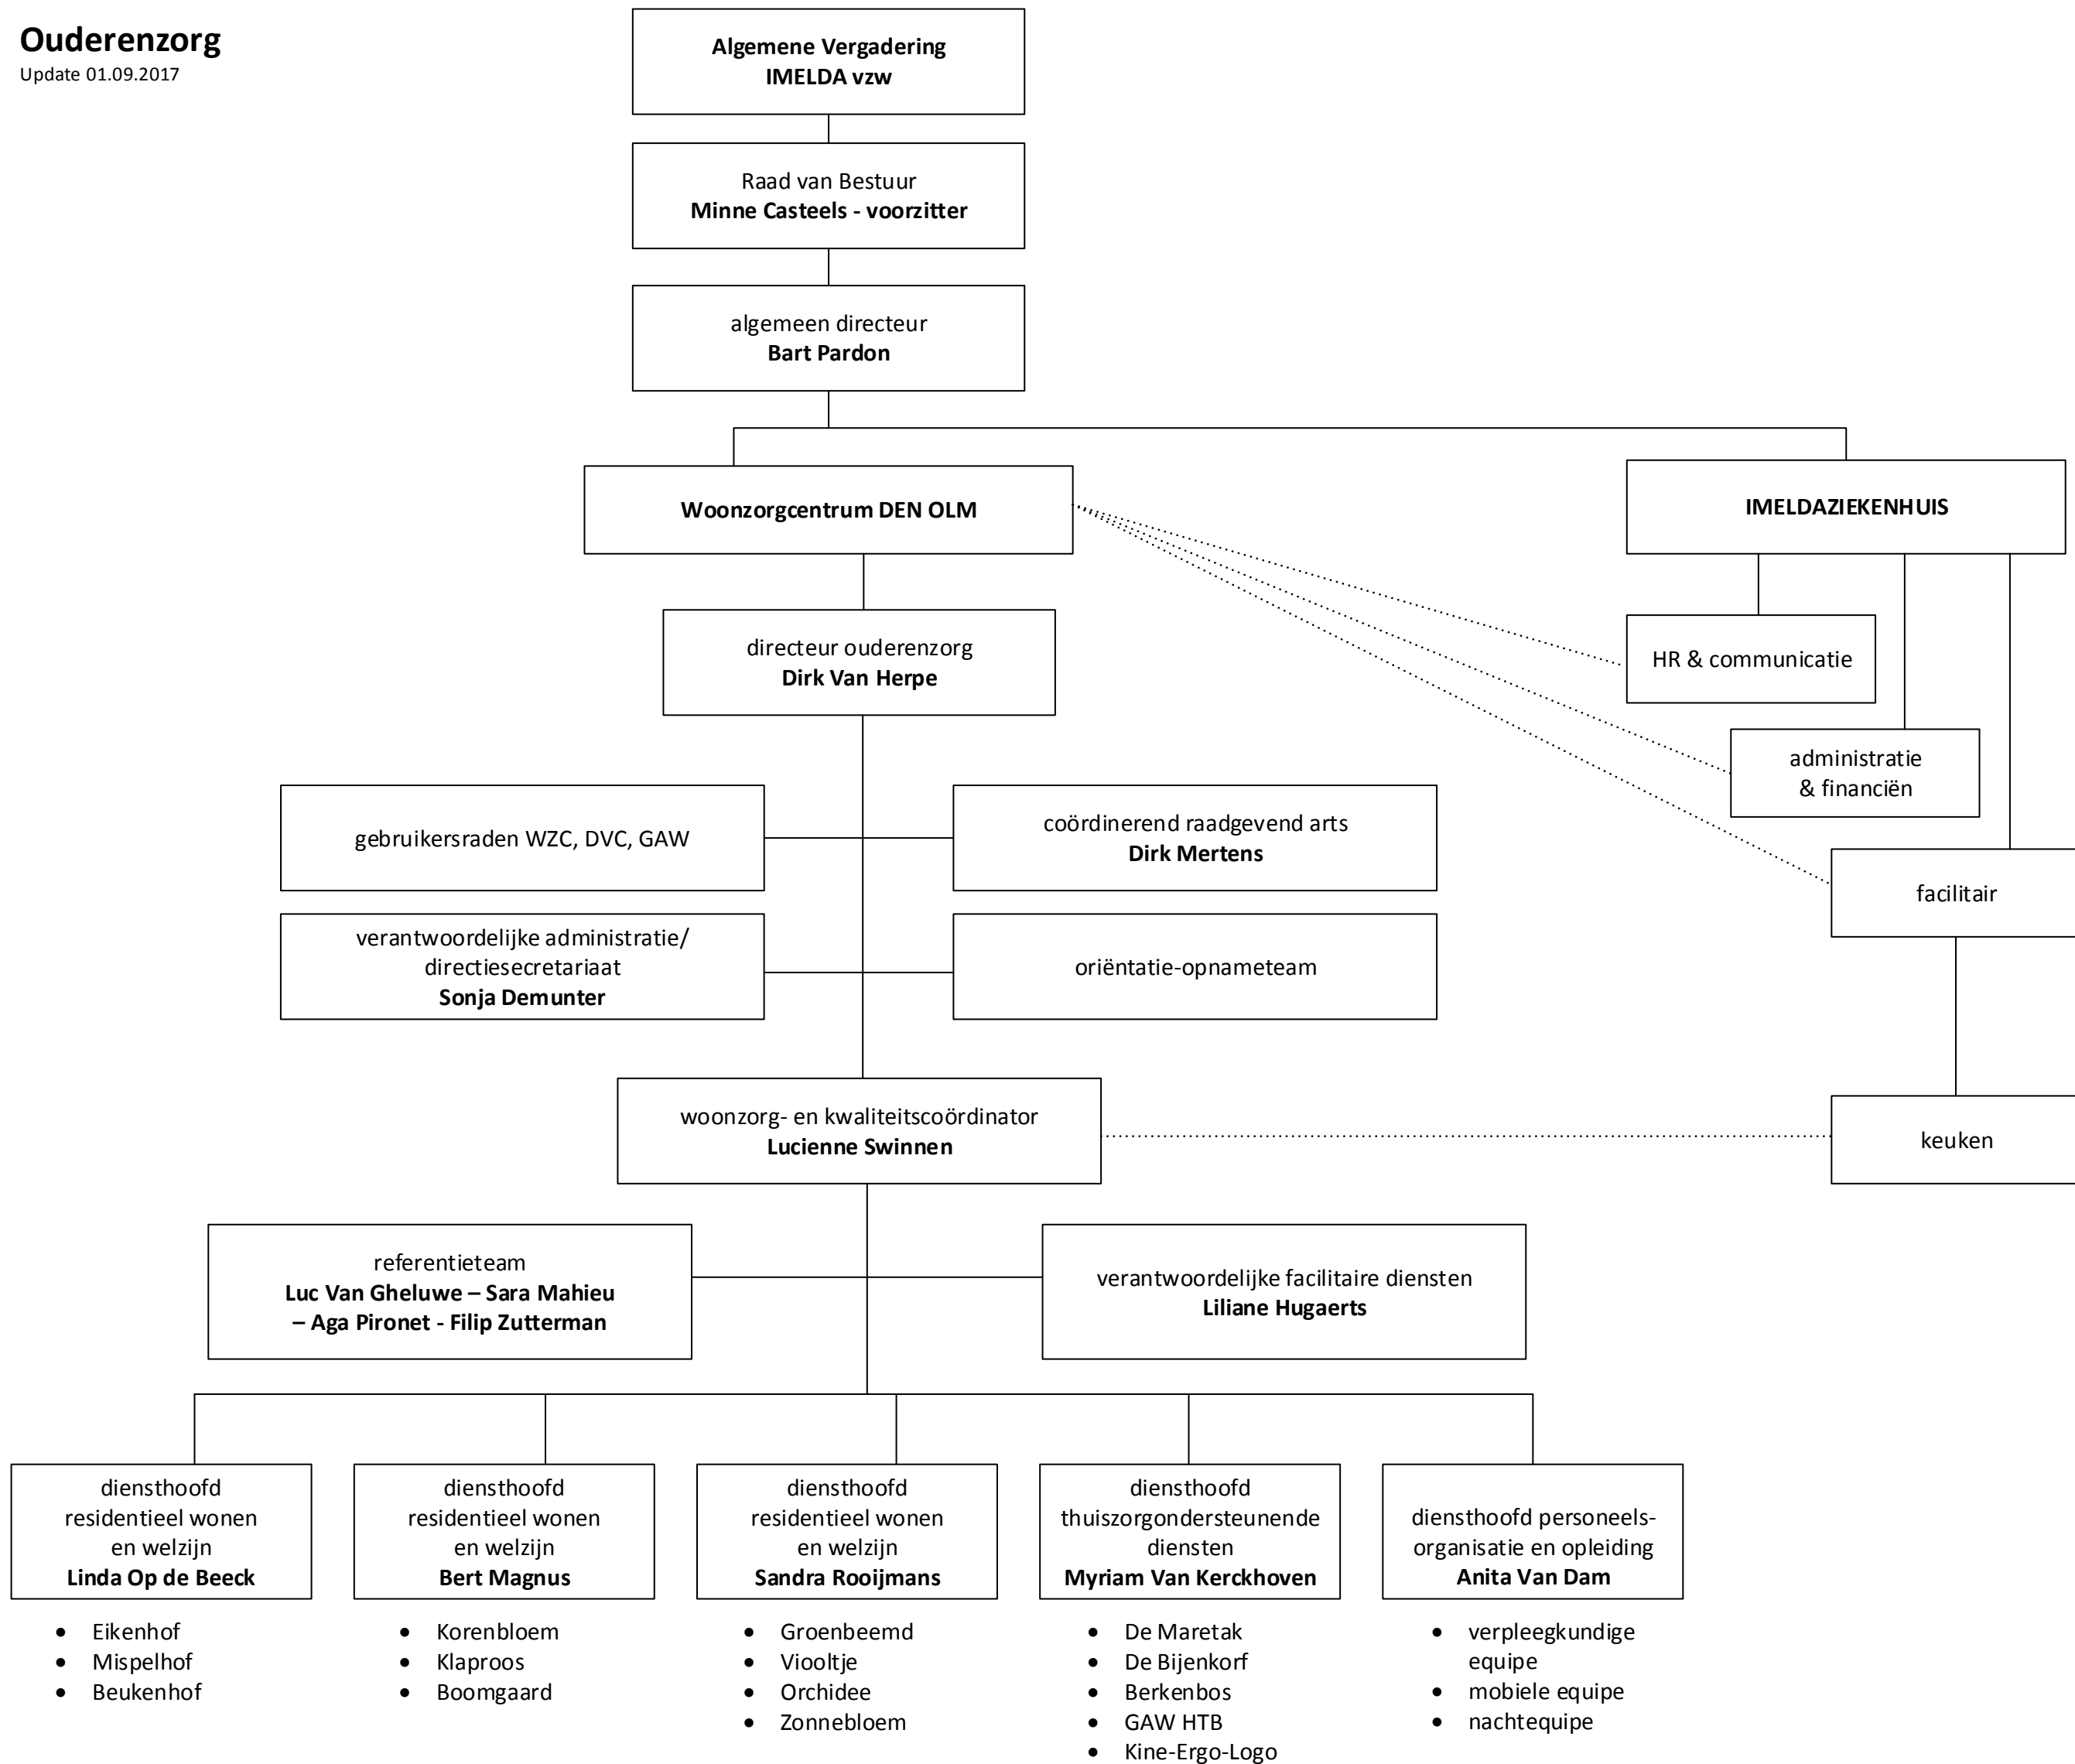 Ouderenzorg
Update 01.09.2017
Algemene Vergadering
IMELDA vzw
Raad van Bestuur
Minne Casteels - voorzitter
algemeen directeur
Bart Pardon
Woonzorgcentrum DEN OLM
IMELDAZIEKENHUIS
directeur ouderenzorg
Dirk Van Herpe
HR & communicatie
administratie
& financiën
gebruikersraden WZC, DVC, GAW
coördinerend raadgevend arts
Dirk Mertens
facilitair
verantwoordelijke administratie/
directiesecretariaat
Sonja Demunter
oriëntatie-opnameteam
woonzorg- en kwaliteitscoördinator
Lucienne Swinnen
keuken
referentieteam
Luc Van Gheluwe – Sara Mahieu
– Aga Pironet - Filip Zutterman
verantwoordelijke facilitaire diensten
Liliane Hugaerts
diensthoofd
residentieel wonen
en welzijn
Linda Op de Beeck
• Eikenhof
• Mispelhof
• Beukenhof
diensthoofd
residentieel wonen
en welzijn
Bert Magnus
• Korenbloem
• Klaproos
• Boomgaard
diensthoofd
residentieel wonen
en welzijn
Sandra Rooijmans
• Groenbeemd
• Viooltje
• Orchidee
• Zonnebloem
diensthoofd
thuiszorgondersteunende
diensten
Myriam Van Kerckhoven
• De Maretak
• De Bijenkorf
• Berkenbos
• GAW HTB
• Kine-Ergo-Logo
diensthoofd personeels-
organisatie en opleiding
Anita Van Dam
• verpleegkundige
equipe
• mobiele equipe
• nachtequipe